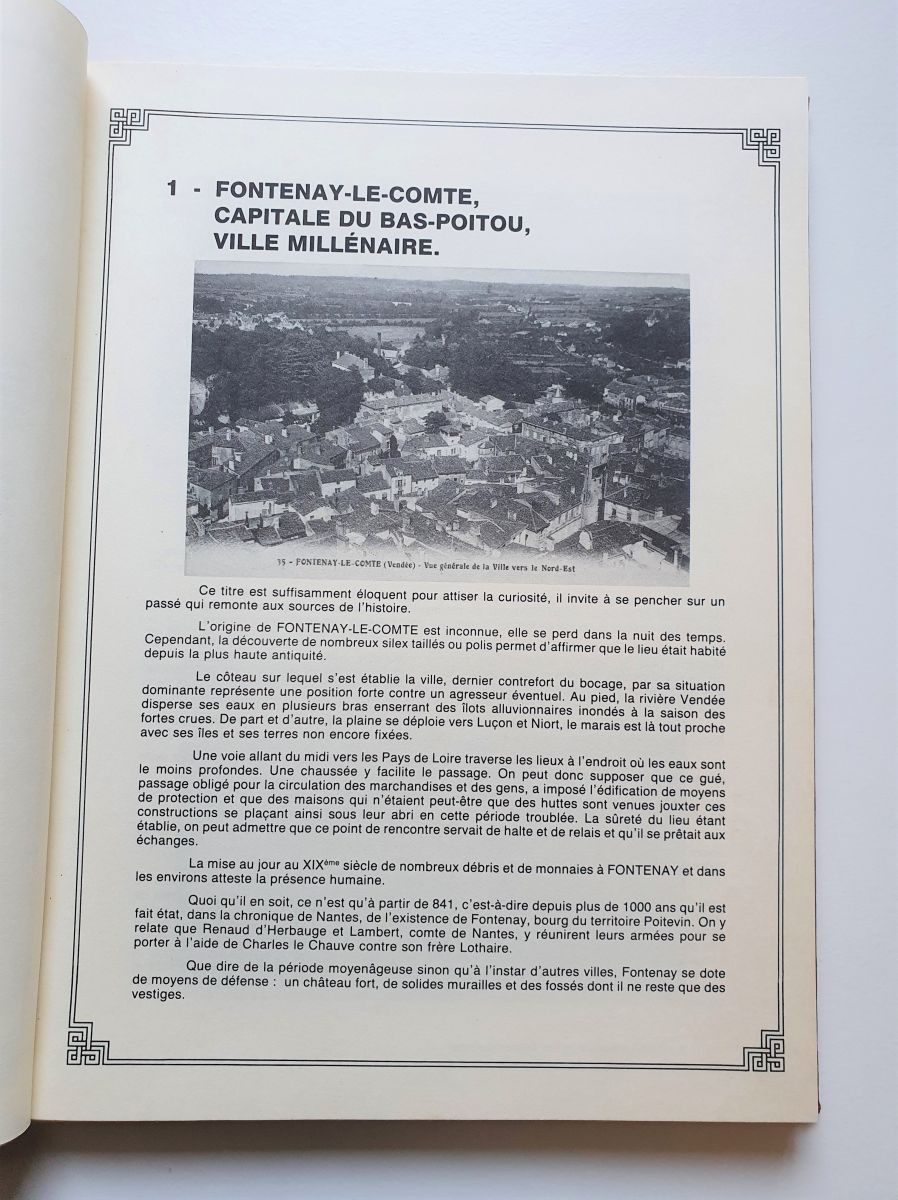 1 - FONTENAY-LE-COMTE,
CAPITALE DU BAS-POITOU,
VILLE MILLÉNAIRE.
35 - FONTENAY-LE-COMTE (Vendée) - Vue générale de la Ville vers le Nord-Est
Ce titre est suffisamment éloquent pour attiser la curiosité, il invite à se pencher sur un
passé qui remonte aux sources de l'histoire.
L'origine de FONTENAY-LE-COMTE est inconnue, elle se perd dans la nuit des temps.
Cependant, la découverte de nombreux silex taillés ou polis permet d'affirmer que le lieu était habité
depuis la plus haute antiquité.
Le côteau sur lequel s'est établie la ville, dernier contrefort du bocage, par sa situation
dominante représente une position forte contre un agresseur éventuel. Au pied, la rivière Vendée
disperse ses eaux en plusieurs bras enserrant des îlots alluvionnaires inondés à la saison des
fortes crues. De part et d'autre, la plaine se déploie vers Luçon et Niort, le marais est là tout proche
avec ses îles et ses terres non encore fixées.
Une voie allant du midi vers les Pays de Loire traverse les lieux à l'endroit où les eaux sont
le moins profondes. Une chaussée y facilite le passage. On peut donc supposer que ce gué,
passage obligé pour la circulation des marchandises et des gens, a imposé l'édification de moyens
de protection et que des maisons qui n'étaient peut-être que des huttes sont venues jouxter ces
constructions se plaçant ainsi sous leur abri en cette période troublée. La sûreté du lieu étant
établie, on peut admettre que ce point de rencontre servait de halte et de relais et qu'il se prêtait aux
échanges.
La mise au jour au XIXème siècle de nombreux débris et de monnaies à FONTENAY et dans
les environs atteste la présence humaine.
Quoi qu'il en soit, ce n'est qu'à partir de 841, c'est-à-dire depuis plus de 1000 ans qu'il est
fait état, dans la chronique de Nantes, de l'existence de Fontenay, bourg du territoire Poitevin. On y
relate que Renaud d'Herbauge et Lambert, comte de Nantes, y réunirent leurs armées pour se
porter à l'aide de Charles le Chauve contre son frère Lothaire.
Que dire de la période moyenâgeuse sinon qu'à l'instar d'autres villes, Fontenay se dote
de moyens de défense : un château fort, de solides murailles et des fossés dont il ne reste que des
vestiges.